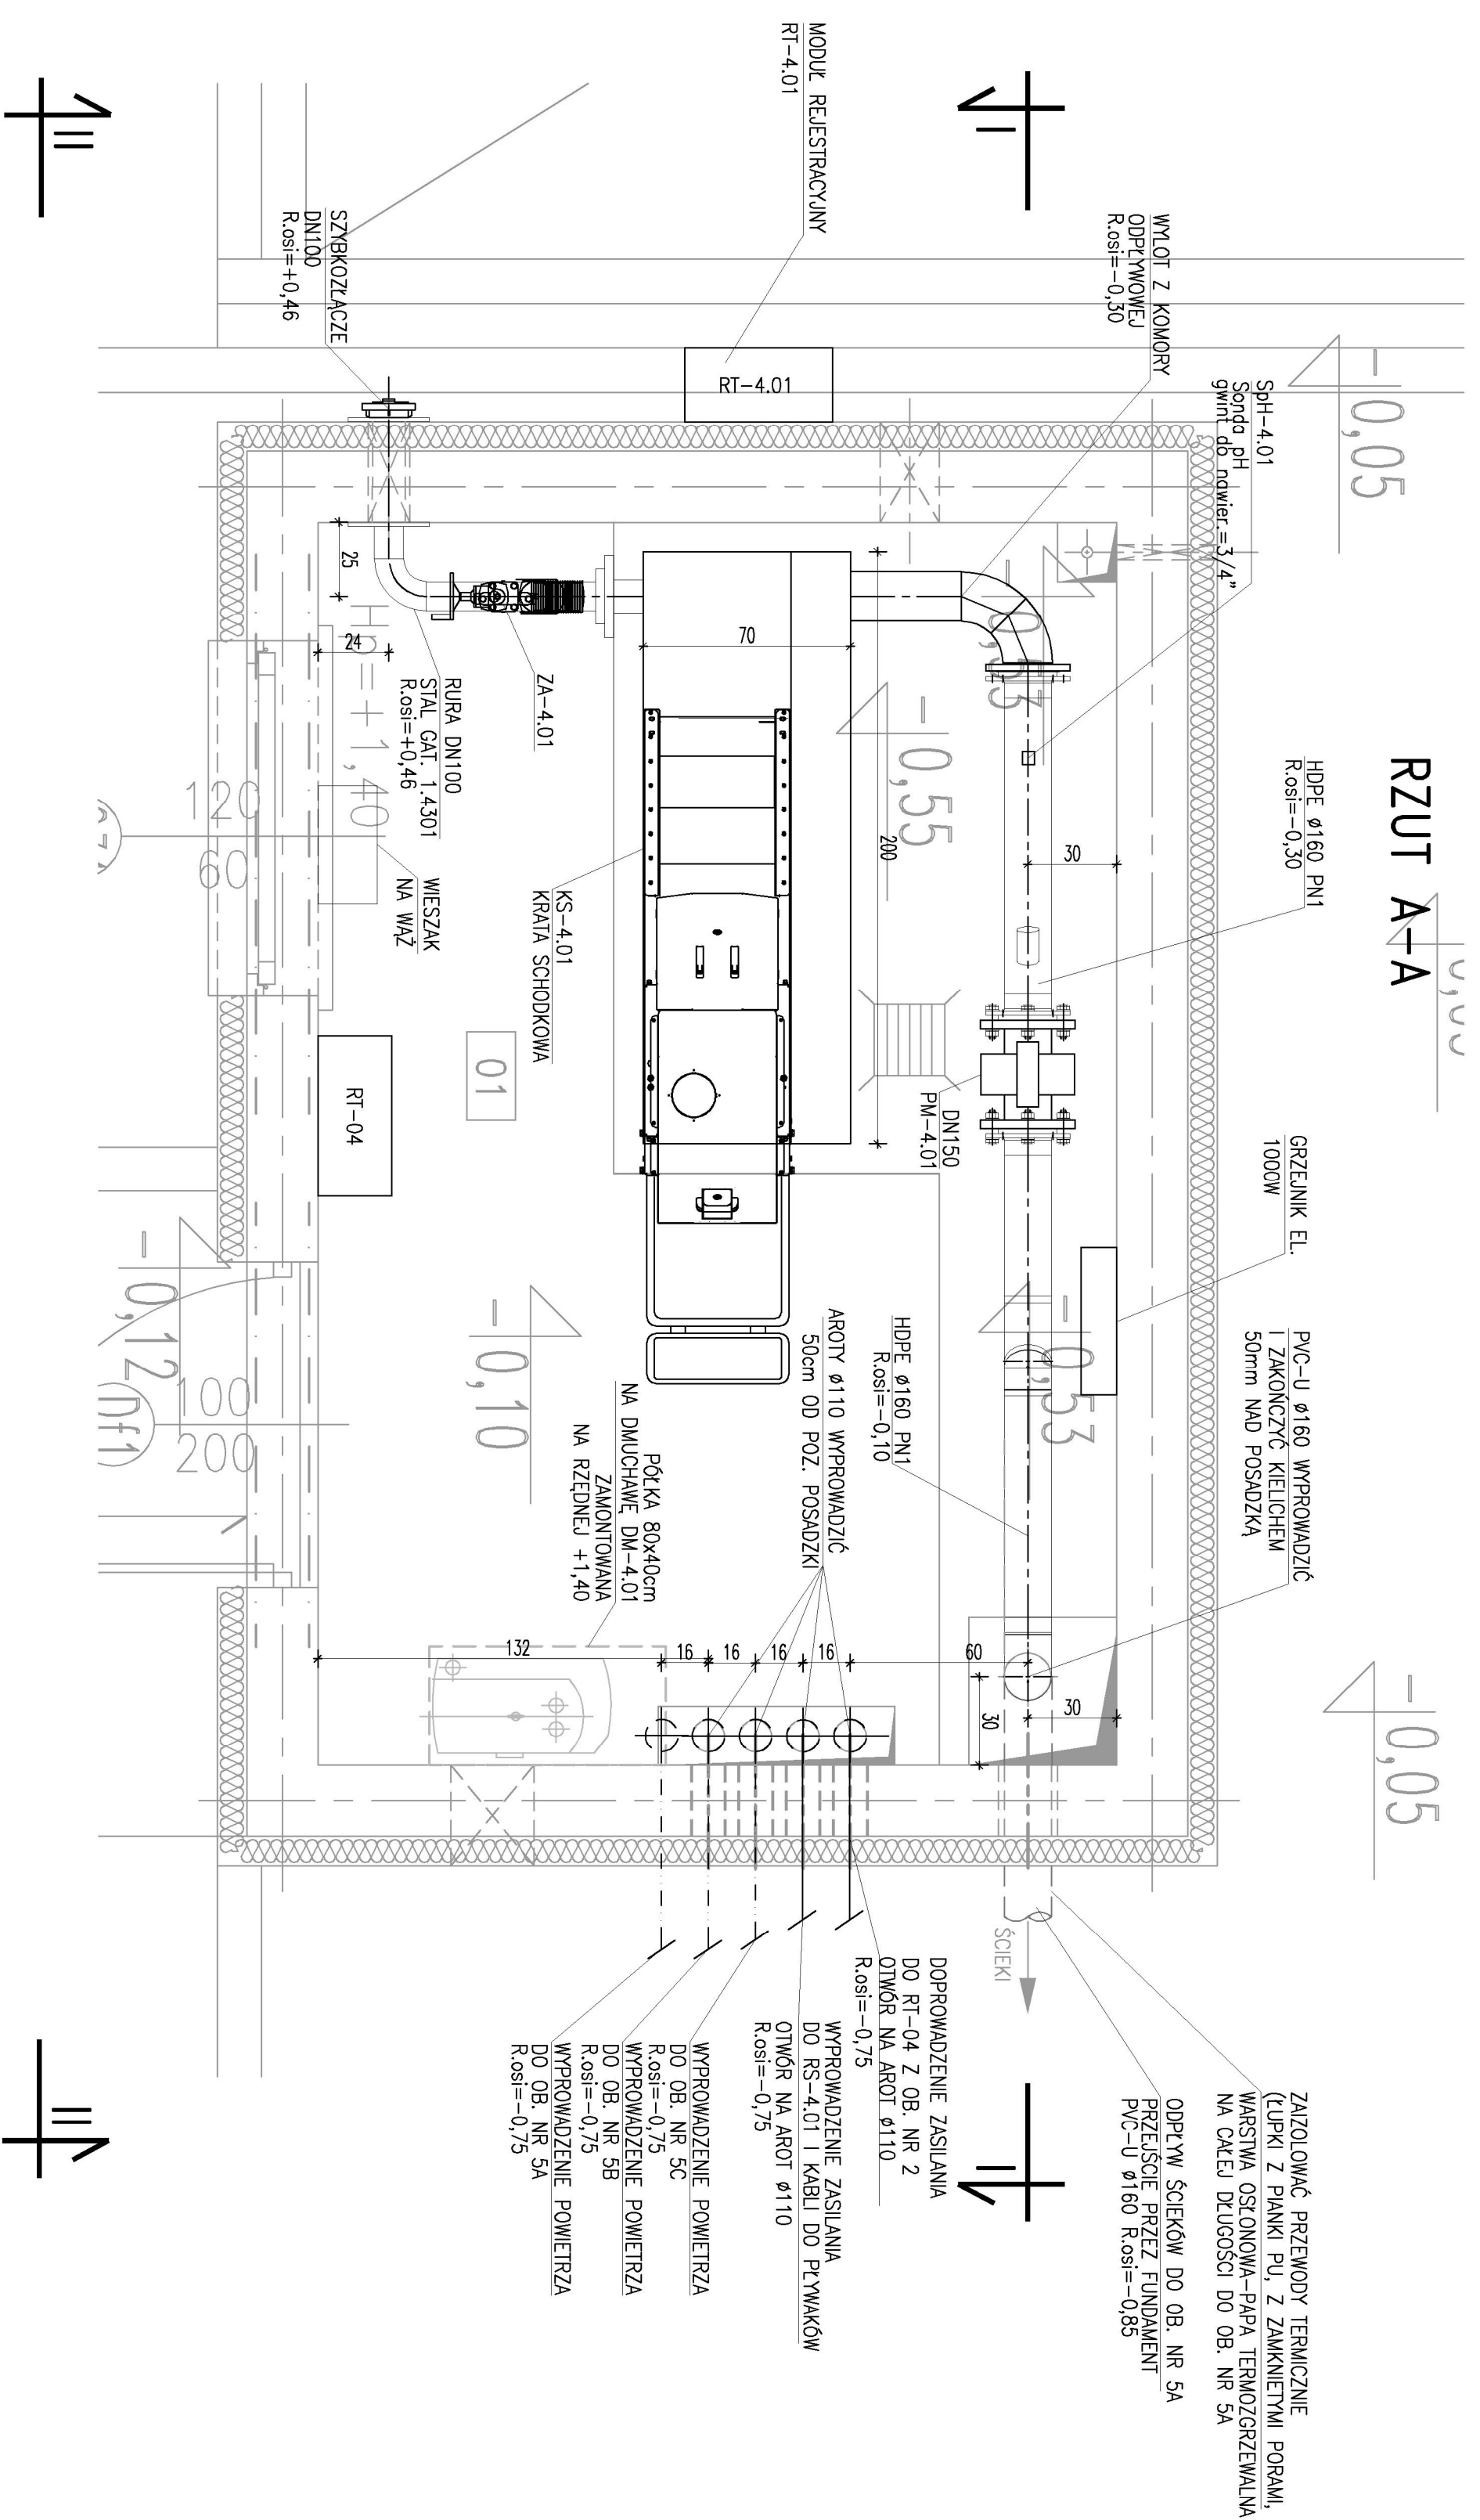 RZUT A-A
-0,05
-0,05
-0,05
MODUŁ REJESTRACYJNY
RT-4.01
RT-4.01
WYLOT Z KOMORY
ODPŁYWOWEJ
R.osi=-0,30
SpH-4.01
Sonda pH
gwint do nawier.=3/4"
HDPE ø160 PN1
R.osi=-0,30
GRZEJNIK EL.
1000W
PVC-U ø160 WYPROWADZIĆ
I ZAKOŃCZYĆ KIELICHEM
50mm NAD POSADZKĄ
ZAIZOLOWAĆ PRZEWODY TERMICZNIE
(ŁUPKI Z PIANKI PU, Z ZAMKNIETYMI PORAMI,
WARSTWA OSŁONOWA-PAPA TERMOZGRZEWALNA
NA CAŁEJ DŁUGOŚCI DO OB. NR 5A
ODPŁYW ŚCIEKÓW DO OB. NR 5A
PRZEJŚCIE PRZEZ FUNDAMENT
PVC-U ø160 R.osi=-0,85
ŚCIEKI
SZYBKOZŁĄCZE
DN100
R.osi=+0,46
25
24
70
200
30
-0,53
-0,55
-0,53
DN150
PM-4.01
HDPE ø160 PN1
R.osi=-0,10
AROTY ø110 WYPROWADZIĆ
50cm OD POZ. POSADZKI
60
30
30
16
16
16
16
132
ZA-4.01
RURA DN100
STAL GAT. 1.4301
R.osi=+0,46
KS-4.01
KRATA SCHODKOWA
WIESZAK
NA WĄŻ
01
RT-04
-0,10
PÓŁKA 80x40cm
NA DMUCHAWĘ DM-4.01
ZAMONTOWANA
NA RZĘDNEJ +1,40
DOPROWADZENIE ZASILANIA
DO RT-04 Z OB. NR 2
OTWÓR NA AROT ø110
R.osi=-0,75
WYPROWADZENIE ZASILANIA
DO RS-4.01 I KABLI DO PŁYWAKÓW
OTWÓR NA AROT ø110
R.osi=-0,75
WYPROWADZENIE POWIETRZA
DO OB. NR 5C
R.osi=-0,75
WYPROWADZENIE POWIETRZA
DO OB. NR 5B
R.osi=-0,75
WYPROWADZENIE POWIETRZA
DO OB. NR 5A
R.osi=-0,75
120
60
-0,12
100
200
Df1
I
I
II
II